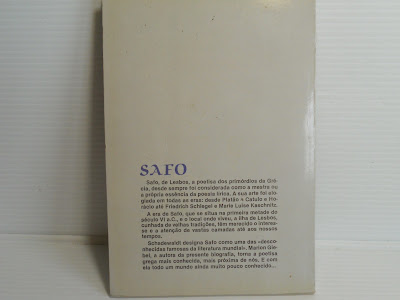 SAFO
Safo, de Lesbos, a poetisa dos primórdios da Gré-
cia, desde sempre foi considerada como a mestra ou
a própria essência da poesia lírica. A sua arte foi elo-
giada em todas as eras: desde Platão a Catulo e Ho-
rácio até Friedrich Schlegel e Marie Luise Kaschnitz.
A era de Safo, que se situa na primeira metade do
século VI a.C., e o local onde viveu, a ilha de Lesbos,
cunhada de velhas tradições, têm merecido o interes-
se e a atenção de vastas camadas até aos nossos
tempos.
Schadewaldt designa Safo como uma das «desco-
nhecidas famosas da literatura mundial». Marion Gie-
bel, a autora da presente biografia, torna a poetisa
grega mais conhecida, mais próxima de nós. E com
ela todo um mundo ainda muito pouco conhecido...